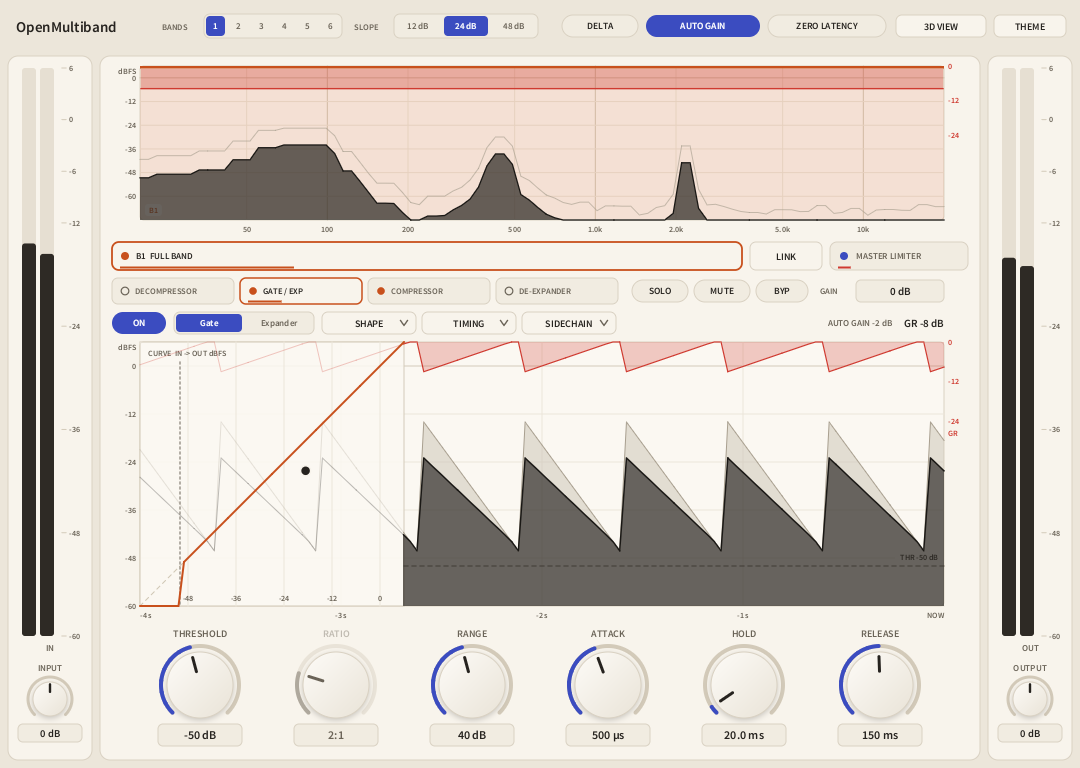 OpenMultiband BANDS 1 2 3 4 5 6 SLOPE 12 dB 24 dB 48 dB DELTA AUTO GAIN ZERO LATENCY 3D VIEW THEME
6
0
-6
-12
-24
-36
-48
-60
IN
INPUT
0 dB
dBFS
0
-12
-24
-36
-48
-60
0
-12
-24
B1
50 100 200 500 1.0k 2.0k 5.0k 10k
B1 FULL BAND LINK MASTER LIMITER
DECOMPRESSOR GATE / EXP COMPRESSOR DE-EXPANDER SOLO MUTE BYP GAIN 0 dB
ON Gate Expander SHAPE TIMING SIDECHAIN AUTO GAIN -2 dB GR -8 dB
dBFS
0
-12
-24
-36
-48
-60
CURVE IN -> OUT dBFS
-48 -36 -24 -12 0
0
-12
-24
GR
THR -50 dB
-4s -3s -2s -1s NOW
THRESHOLD RATIO RANGE ATTACK HOLD RELEASE
-50 dB 2:1 40 dB 500 µs 20.0 ms 150 ms
6
0
-6
-12
-24
-36
-48
-60
OUT
OUTPUT
0 dB